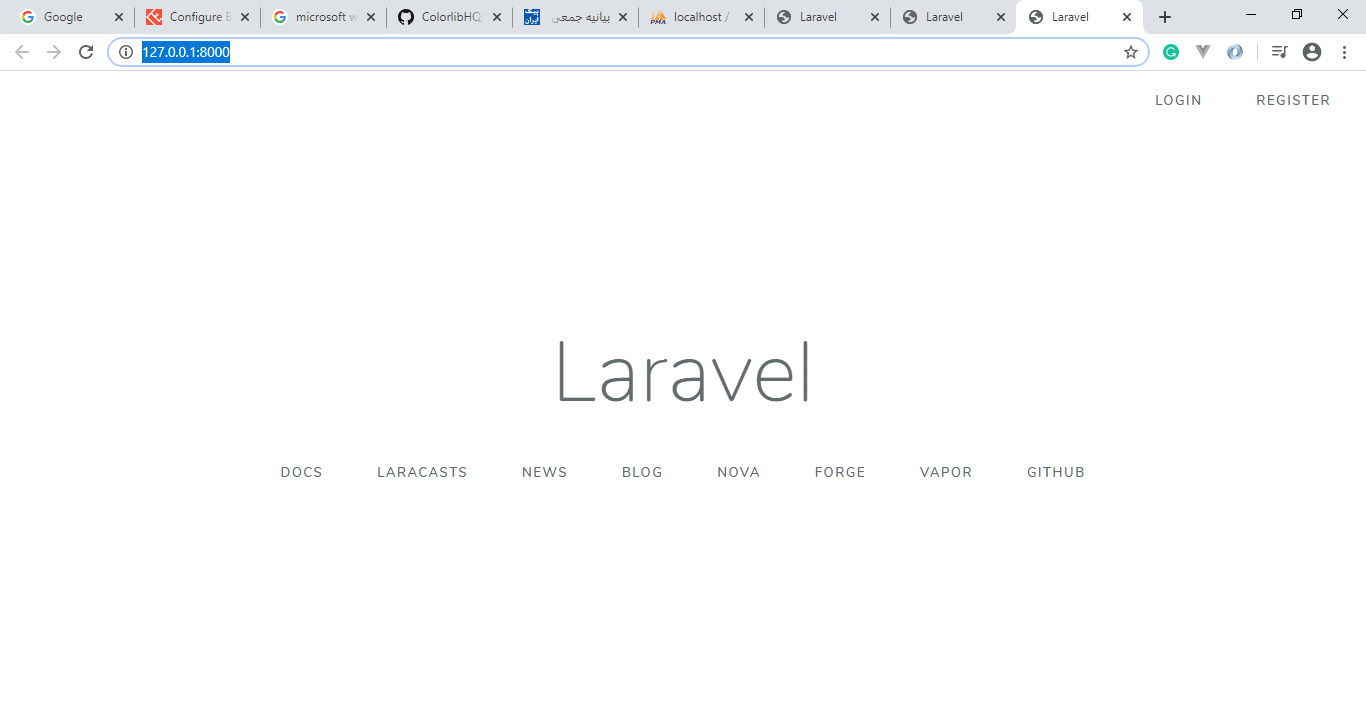 Google Configure microsoft ColorlibHQ بیانیه جمعی localhost / Laravel Laravel Laravel
127.0.0.1:8000
LOGIN REGISTER
Laravel
DOCS LARACASTS NEWS BLOG NOVA FORGE VAPOR GITHUB